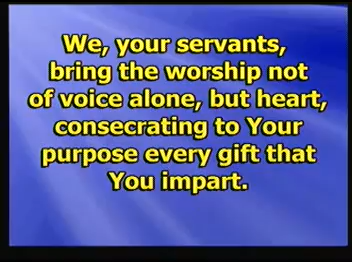 We, your servants,
bring the worship not
of voice alone, but heart,
consecrating to Your
purpose every gift that
You impart.